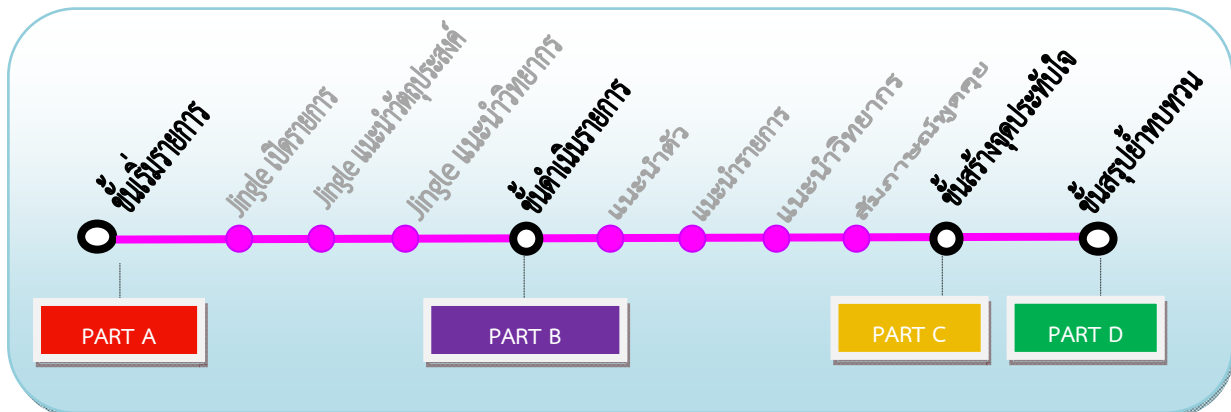 ขั้นเริ่มรายการ
Jingle เปิดรายการ
Jingle แนะนำวัตถุประสงค์
Jingle แนะนำวิทยากร
ขั้นดำเนินรายการ
แนะนำตัว
แนะนำรายการ
แนะนำวิทยากร
สัมภาษณ์พูดคุย
ขั้นสร้างจุดประทับใจ
ขั้นสรุปย้ำทบทวน
PART A
PART B
PART C
PART D